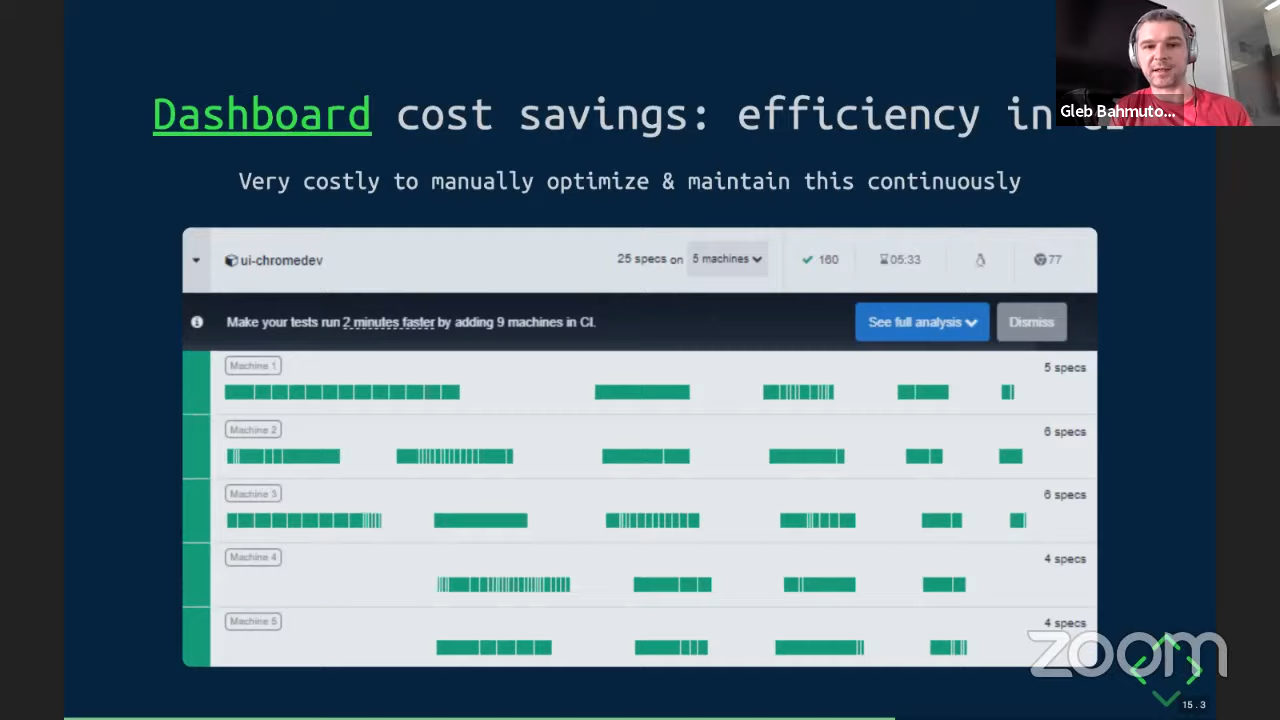 Dashboard cost savings: efficiency in
Gleb Bahmuto...
Very costly to manually optimize & maintain this continuously
ui-chromedev
25 specs on 5 machines
160
05:33
77
Make your tests run 2 minutes faster by adding 9 machines in CI.
See full analysis
Dismiss
Machine 1
5 specs
Machine 2
6 specs
Machine 3
6 specs
Machine 4
4 specs
Machine 5
4 specs
zoom
15.3